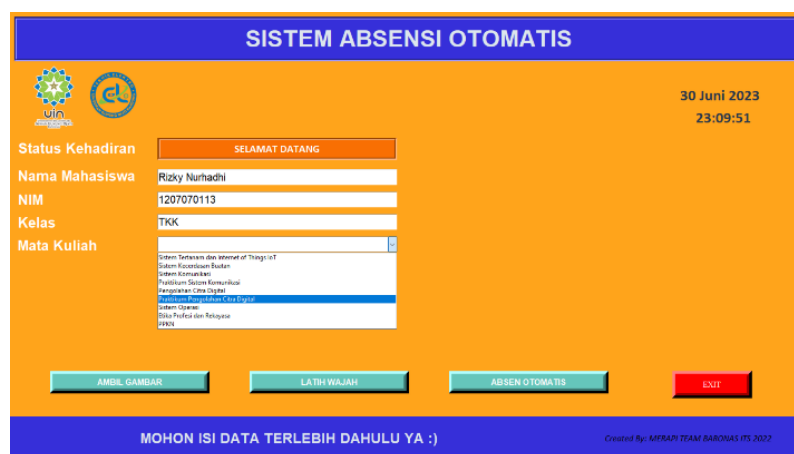 SISTEM ABSENSI OTOMATIS
uin
30 Juni 2023
23:09:51
Status Kehadiran
SELAMAT DATANG
Nama Mahasiswa
Rizky Nurhadhi
NIM
1207070113
Kelas
TKK
Mata Kuliah
Sistem Tertanam dan Internet of Things IoT
Sistem Kecerdasan Buatan
Sistem Komunikasi
Praktikum Sistem Komunikasi
Pengolahan Citra Digital
Praktikum Pengolahan Citra Digital
Sistem Operasi
Etika Profesi dan Rekayasa
PPKN
AMBIL GAMBAR
LATIH WAJAH
ABSEN OTOMATIS
EXIT
MOHON ISI DATA TERLEBIH DAHULU YA :)
Created By: MERAPI TEAM BARONAS ITS 2022